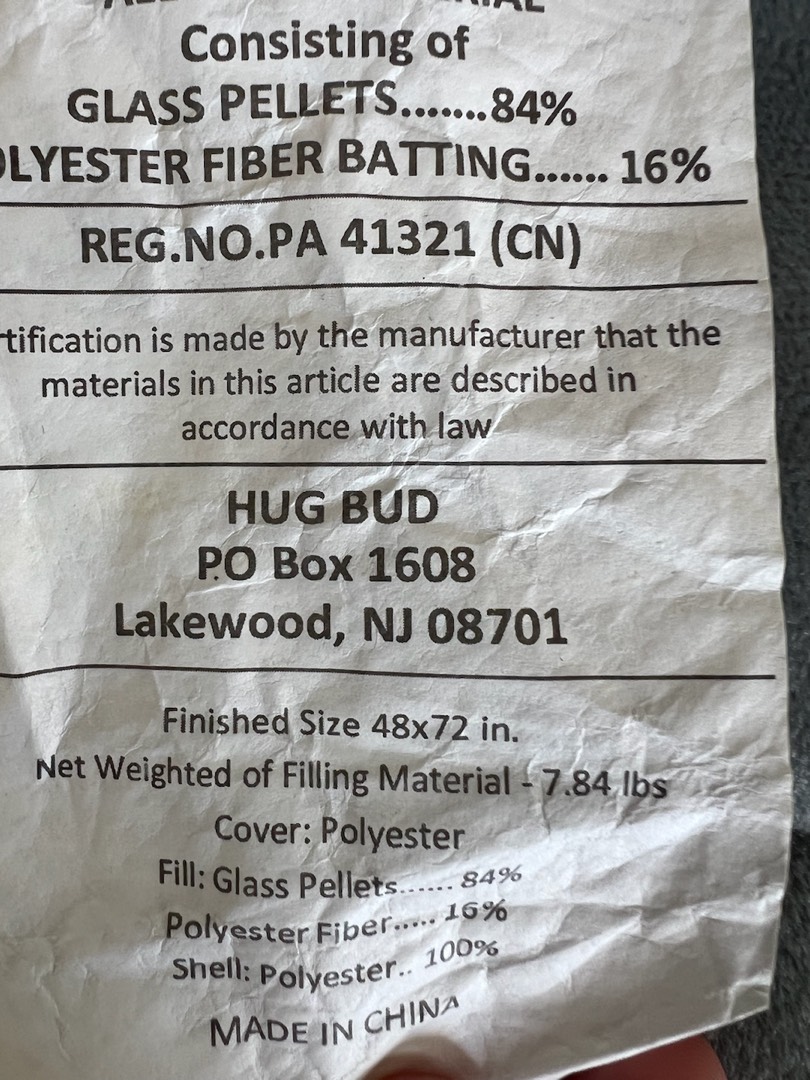 Consisting of
GLASS PELLETS.......84%
OLYESTER FIBER BATTING...... 16%
REG.NO.PA 41321 (CN)
rtification is made by the manufacturer that the
materials in this article are described in
accordance with law
HUG BUD
P.O Box 1608
Lakewood, NJ 08701
Finished Size 48x72 in.
Net Weighted of Filling Material - 7.84 lbs
Cover: Polyester
Fill: Glass Pellets...... 84%
Polyester Fiber..... 16%
Shell: Polyester.. 100%
MADE IN CHINA